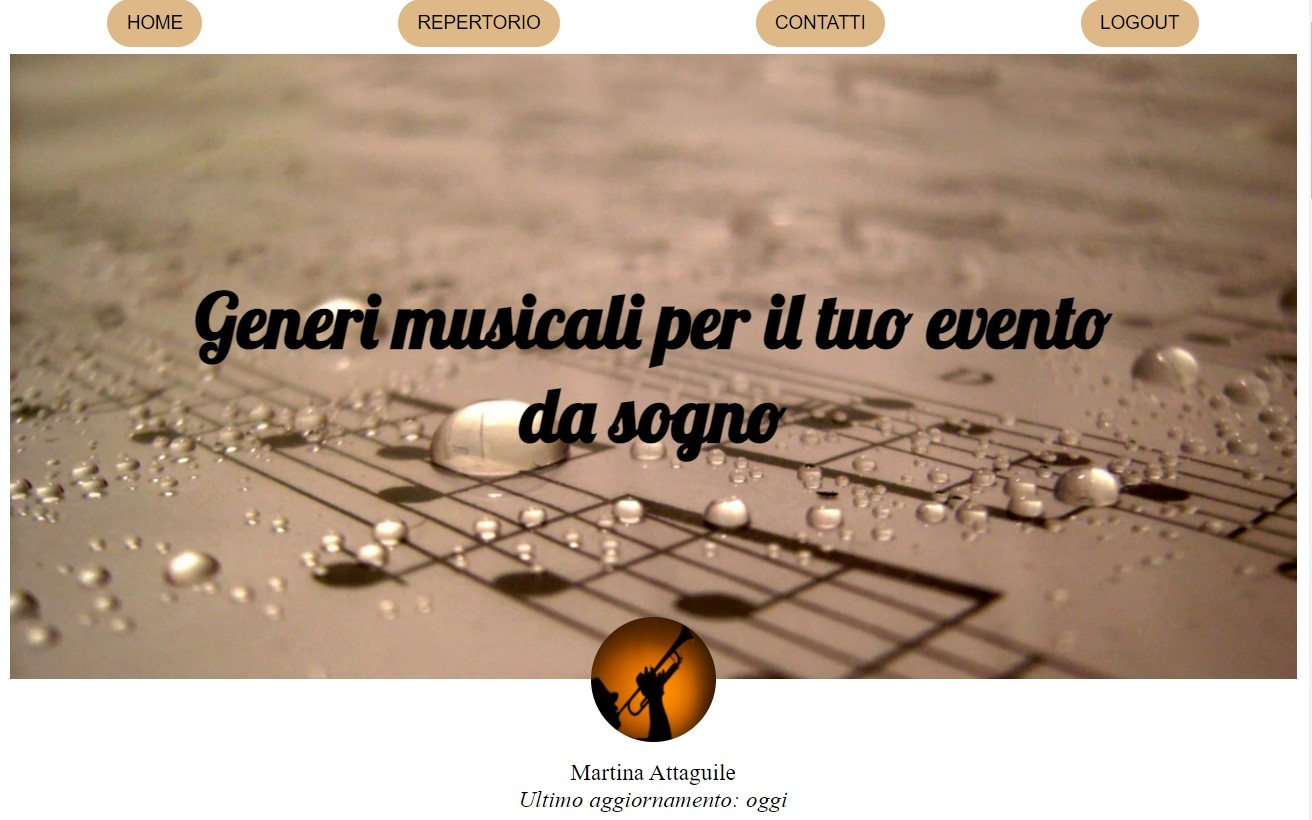 HOME REPERTORIO CONTATTI LOGOUT
Generi musicali per il tuo evento
da sogno
Martina Attaguile
Ultimo aggiornamento: oggi